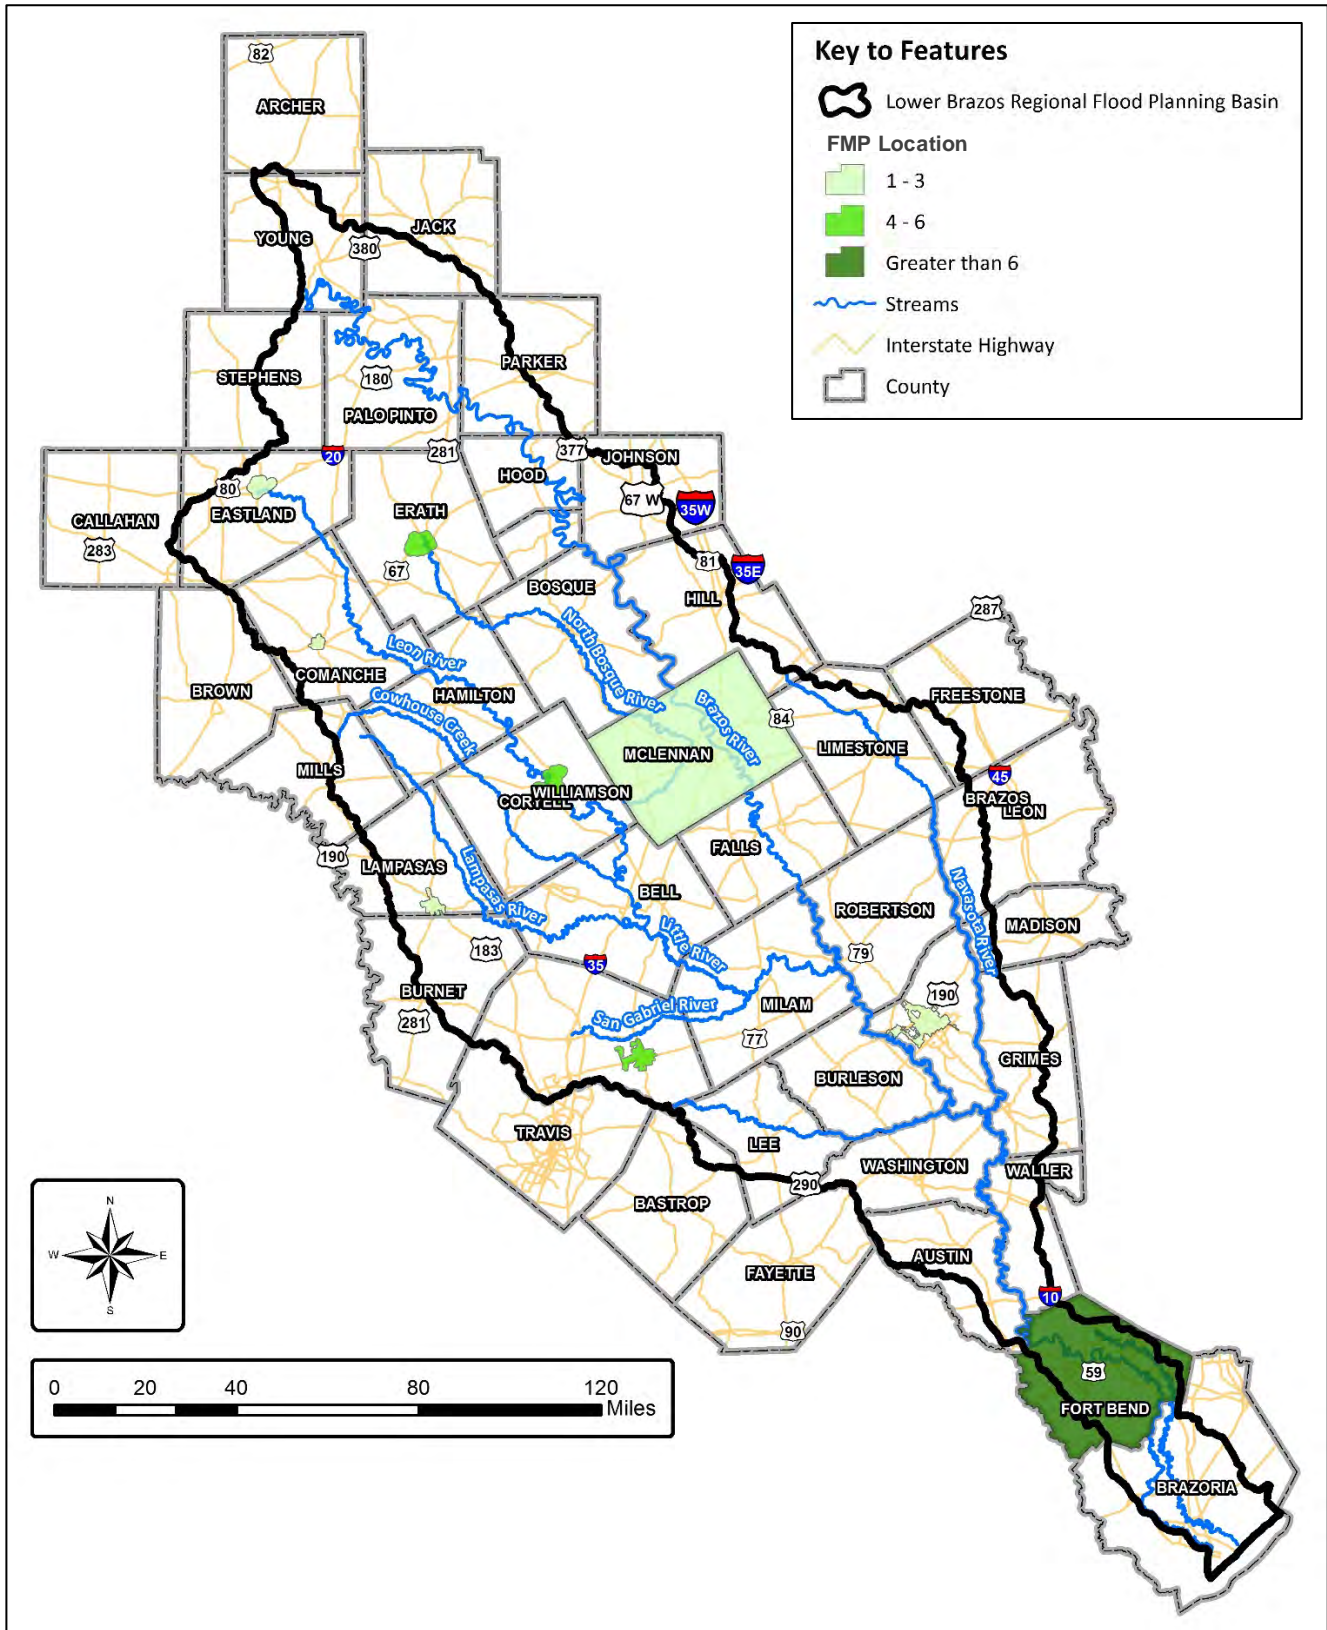 Key to Features
Lower Brazos Regional Flood Planning Basin
FMP Location
1 - 3
4 - 6
Greater than 6
Streams
Interstate Highway
County
82
ARCHER
JACK
YOUNG
380
PARKER
STEPHENS
180
PALO PINTO
281
20
377
JOHNSON
HOOD
80
67 W
35W
EASTLAND
ERATH
CALLAHAN
283
67
81
35E
BOSQUE
HILL
287
North Bosque River
Leon River
COMANCHE
BROWN
HAMILTON
FREESTONE
Cowhouse Creek
Brazos River
84
LIMESTONE
MCLENNAN
MILLS
45
WILLIAMSON
CORYELL
BRAZOS
LEON
FALLS
190
LAMPASAS
Lampasas River
BELL
Navasota River
ROBERTSON
MADISON
Little River
183
79
35
BURNET
190
MILAM
San Gabriel River
281
77
GRIMES
BURLESON
TRAVIS
LEE
WASHINGTON
WALLER
290
BASTROP
N
W
E
S
AUSTIN
FAYETTE
10
90
59
0
20
40
80
120
Miles
FORT BEND
BRAZORIA